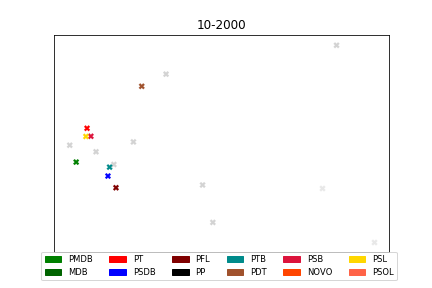 10-2000
PMDB PT PFL PTB PSB PSL
MDB PSDB PP PDT NOVO PSOL